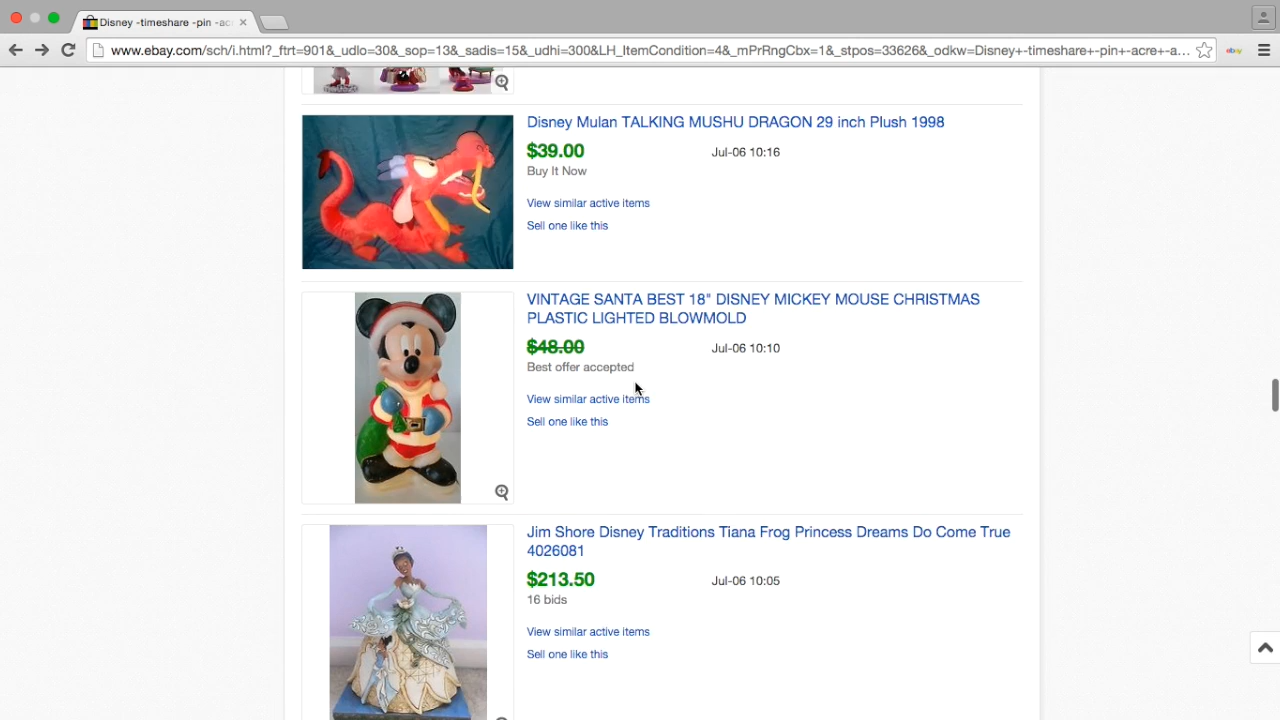 Disney -timeshare -pin -ac
www.ebay.com/sch/i.html?_ftrt=901&_udlo=30&_sop=13&_sadis=15&_udhi=300&LH_ItemCondition=4&_mPrRngCbx=1&_stpos=33626&_odkw=Disney+-timeshare+-pin+-acre+-a...
ebay
Disney Mulan TALKING MUSHU DRAGON 29 inch Plush 1998
$39.00 Jul-06 10:16
Buy It Now
View similar active items
Sell one like this
VINTAGE SANTA BEST 18" DISNEY MICKEY MOUSE CHRISTMAS
PLASTIC LIGHTED BLOWMOLD
$48.00 Jul-06 10:10
Best offer accepted
View similar active items
Sell one like this
Jim Shore Disney Traditions Tiana Frog Princess Dreams Do Come True
4026081
$213.50 Jul-06 10:05
16 bids
View similar active items
Sell one like this